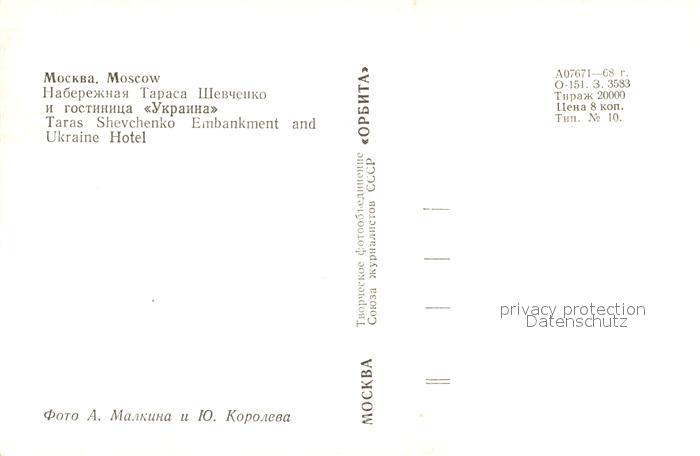 Москва. Moscow
Набережная Тараса Шевченко
и гостиница «Украина»
Taras Shevchenko Embankment and
Ukraine Hotel
Фото А. Малкина и Ю. Королева
МОСКВА
Творческое фотообъединение
Союза журналистов СССР
«ОРБИТА»
А07671—68 г.
О-151. З. 3583
Тираж 20000
Цена 8 коп.
Тип. № 10.
privacy protection
Datenschutz